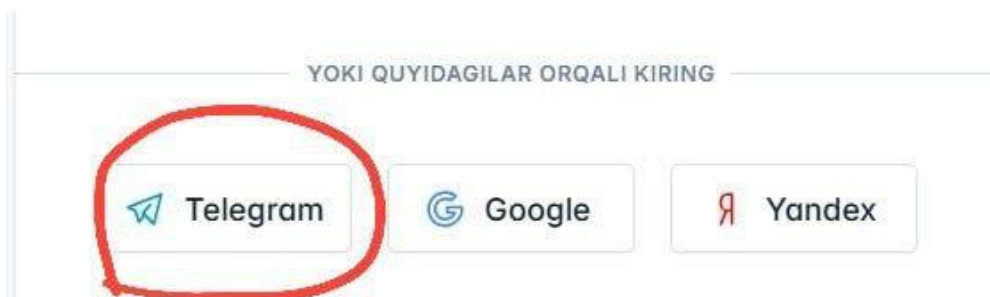 YOKI QUYIDAGILAR ORQALI KIRING
Telegram Google Yandex